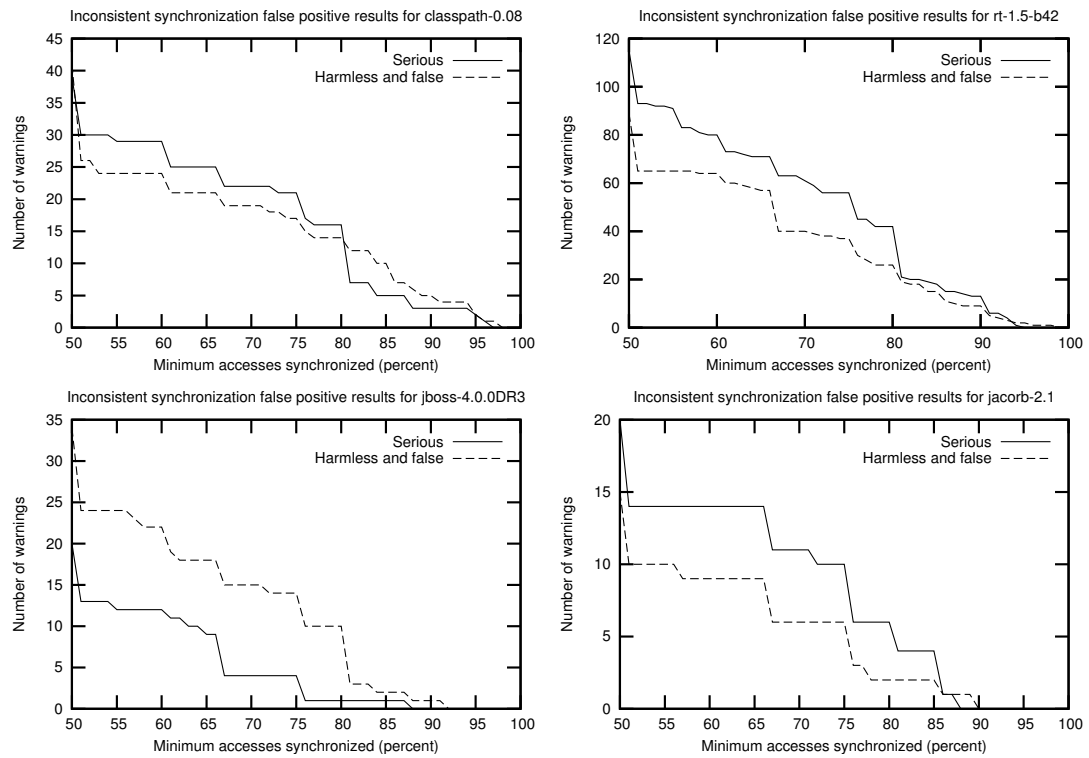 Inconsistent synchronization false positive results for classpath-0.08
45
40
35
30
25
20
15
10
5
0
Number of warnings
Serious
Harmless and false
50 55 60 65 70 75 80 85 90 95 100
Minimum accesses synchronized (percent)
Inconsistent synchronization false positive results for rt-1.5-b42
120
100
80
60
40
20
0
Number of warnings
Serious
Harmless and false
50 60 70 80 90 100
Minimum accesses synchronized (percent)
Inconsistent synchronization false positive results for jboss-4.0.0DR3
35
30
25
20
15
10
5
0
Number of warnings
Serious
Harmless and false
50 55 60 65 70 75 80 85 90 95 100
Minimum accesses synchronized (percent)
Inconsistent synchronization false positive results for jacorb-2.1
20
15
10
5
0
Number of warnings
Serious
Harmless and false
50 55 60 65 70 75 80 85 90 95 100
Minimum accesses synchronized (percent)